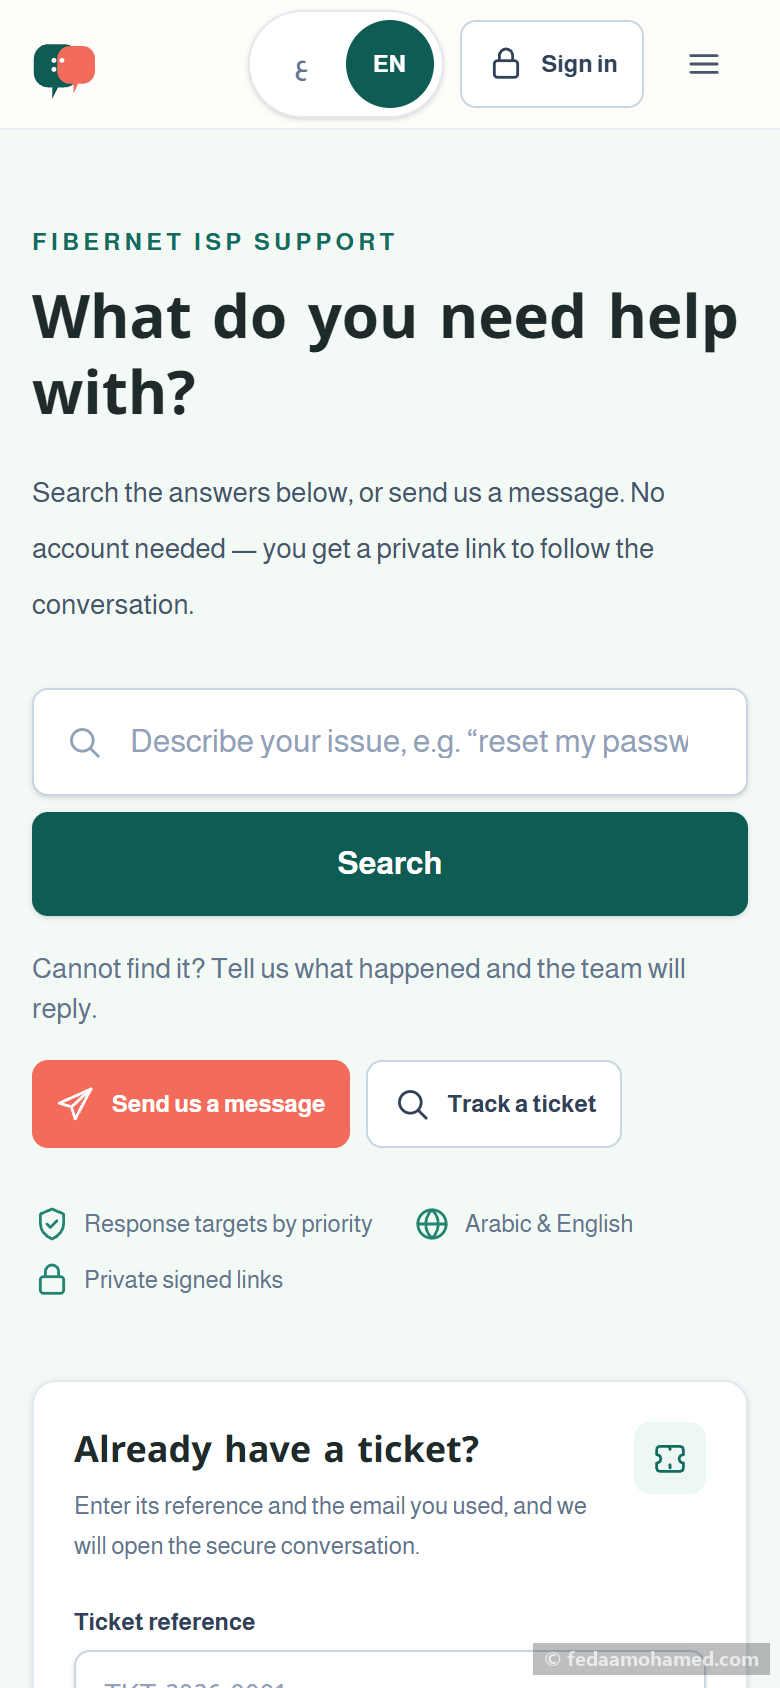 ع
EN
Sign in
FIBERNET ISP SUPPORT
What do you need help
with?
Search the answers below, or send us a message. No
account needed — you get a private link to follow the
conversation.
Describe your issue, e.g. “reset my passw
Search
Cannot find it? Tell us what happened and the team will
reply.
Send us a message
Track a ticket
Response targets by priority
Arabic & English
Private signed links
Already have a ticket?
Enter its reference and the email you used, and we
will open the secure conversation.
Ticket reference
TKT-2026-0001
© fedaamohamed.com